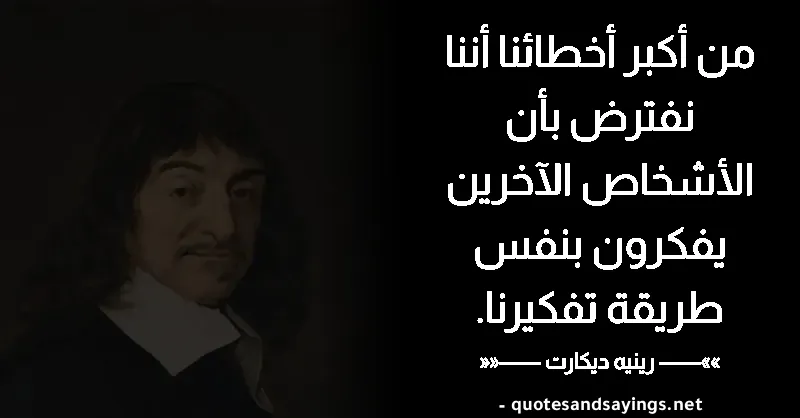 من أكبر أخطائنا أننا
نفترض بأن
الأشخاص الآخرين
يفكرون بنفس
طريقة تفكيرنا.
»»—— رينيه ديكارت ——««
- quotesandsayings.net